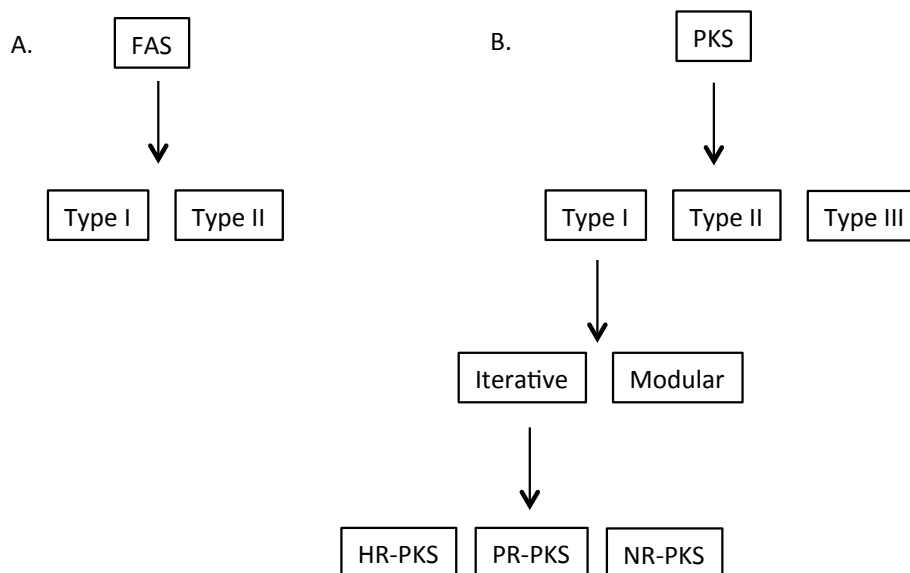 A.
FAS
Type I
Type II
B.
PKS
Type I
Type II
Type III
Iterative
Modular
HR-PKS
PR-PKS
NR-PKS